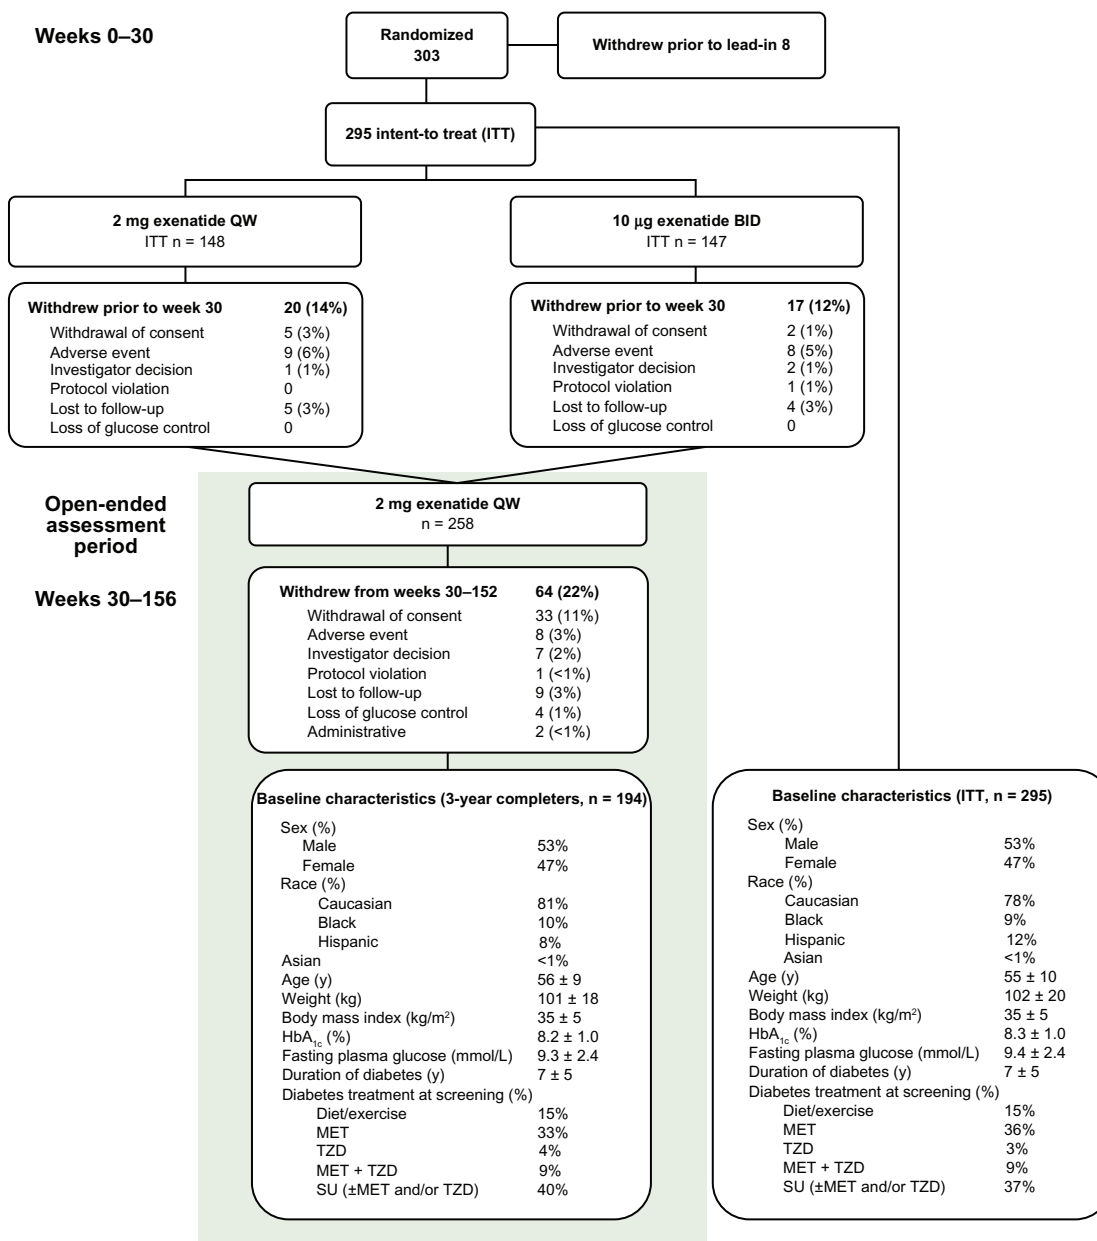 Weeks 0–30
Randomized
303
Withdrew prior to lead-in 8
295 intent-to treat (ITT)
2 mg exenatide QW
ITT n = 148
10 μg exenatide BID
ITT n = 147
Withdrew prior to week 30 20 (14%)
Withdrawal of consent 5 (3%)
Adverse event 9 (6%)
Investigator decision 1 (1%)
Protocol violation 0
Lost to follow-up 5 (3%)
Loss of glucose control 0
Withdrew prior to week 30 17 (12%)
Withdrawal of consent 2 (1%)
Adverse event 8 (5%)
Investigator decision 2 (1%)
Protocol violation 1 (1%)
Lost to follow-up 4 (3%)
Loss of glucose control 0
Open-ended
assessment
period
Weeks 30–156
2 mg exenatide QW
n = 258
Withdrew from weeks 30–152 64 (22%)
Withdrawal of consent 33 (11%)
Adverse event 8 (3%)
Investigator decision 7 (2%)
Protocol violation 1 (<1%)
Lost to follow-up 9 (3%)
Loss of glucose control 4 (1%)
Administrative 2 (<1%)
Baseline characteristics (3-year completers, n = 194)
Sex (%)
Male 53%
Female 47%
Race (%)
Caucasian 81%
Black 10%
Hispanic 8%
Asian <1%
Age (y) 56 ± 9
Weight (kg) 101 ± 18
Body mass index (kg/m²) 35 ± 5
HbA1c (%) 8.2 ± 1.0
Fasting plasma glucose (mmol/L) 9.3 ± 2.4
Duration of diabetes (y) 7 ± 5
Diabetes treatment at screening (%)
Diet/exercise 15%
MET 33%
TZD 4%
MET + TZD 9%
SU (±MET and/or TZD) 40%
Baseline characteristics (ITT, n = 295)
Sex (%)
Male 53%
Female 47%
Race (%)
Caucasian 78%
Black 9%
Hispanic 12%
Asian <1%
Age (y) 55 ± 10
Weight (kg) 102 ± 20
Body mass index (kg/m²) 35 ± 5
HbA1c (%) 8.3 ± 1.0
Fasting plasma glucose (mmol/L) 9.4 ± 2.4
Duration of diabetes (y) 7 ± 5
Diabetes treatment at screening (%)
Diet/exercise 15%
MET 36%
TZD 3%
MET + TZD 9%
SU (±MET and/or TZD) 37%